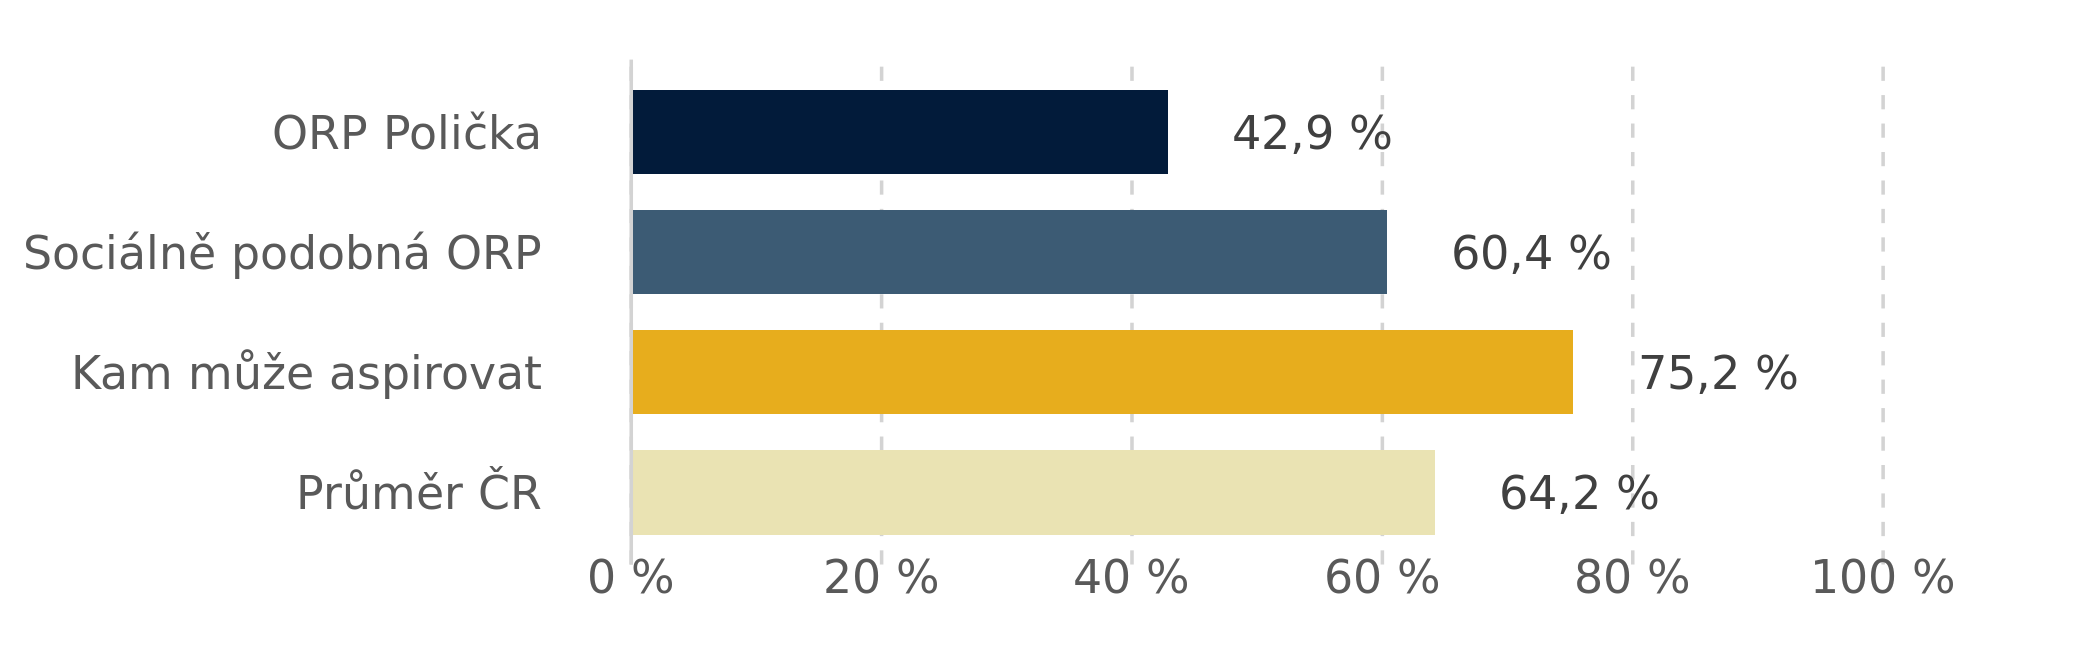 ORP Polička 42,9 %
Sociálně podobná ORP 60,4 %
Kam může aspirovat 75,2 %
Průměr ČR 64,2 %
0 % 20 % 40 % 60 % 80 % 100 %